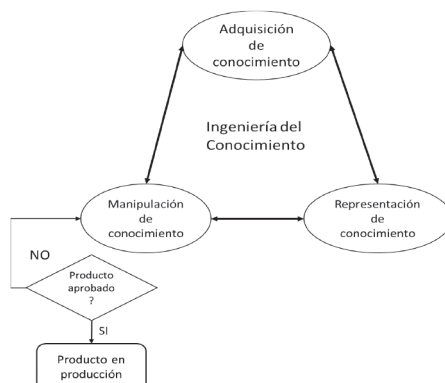 Adquisición
de
conocimiento
Ingeniería del
Conocimiento
Manipulación
de
conocimiento
Representación
de
conocimiento
NO
Producto
aprobado
?
SI
Producto en
producción